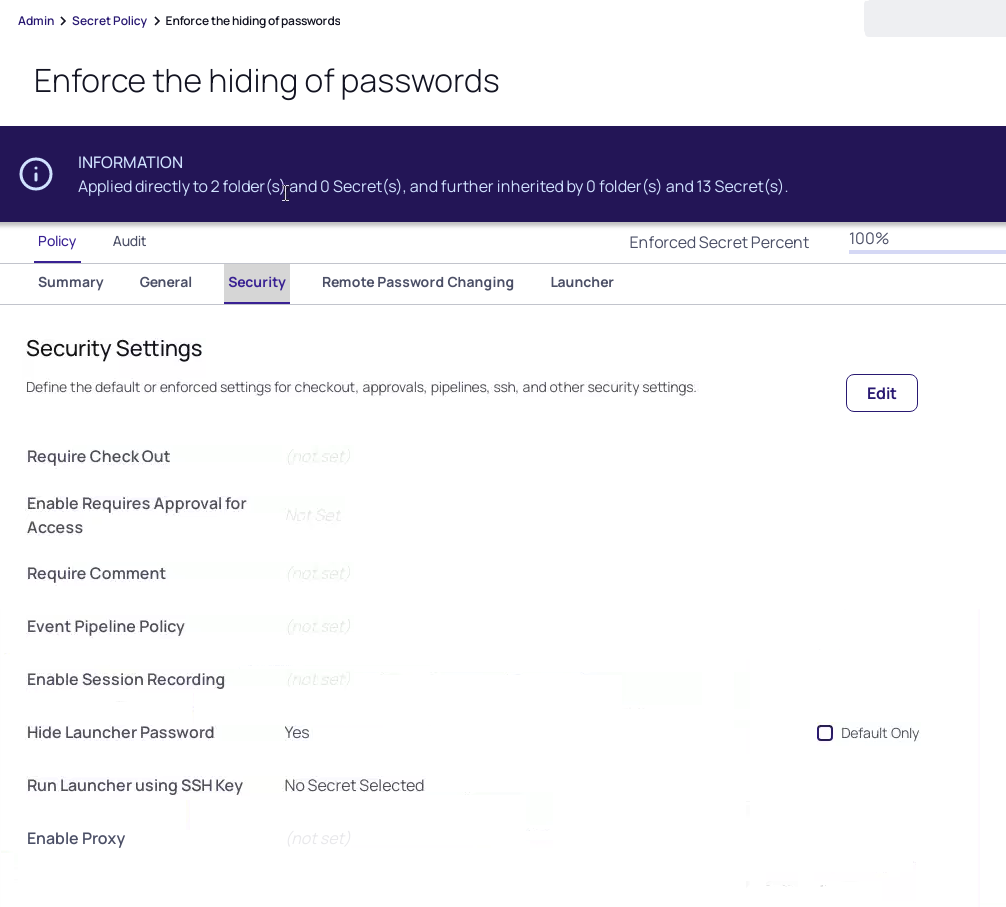 Admin > Secret Policy > Enforce the hiding of passwords
Enforce the hiding of passwords
INFORMATION
Applied directly to 2 folder(s) and 0 Secret(s), and further inherited by 0 folder(s) and 13 Secret(s).
Policy Audit Enforced Secret Percent 100%
Summary General Security Remote Password Changing Launcher
Security Settings
Define the default or enforced settings for checkout, approvals, pipelines, ssh, and other security settings.
Edit
Require Check Out (not set)
Enable Requires Approval for
Access
Not Set
Require Comment (not set)
Event Pipeline Policy (not set)
Enable Session Recording (not set)
Hide Launcher Password Yes Default Only
Run Launcher using SSH Key No Secret Selected
Enable Proxy (not set)